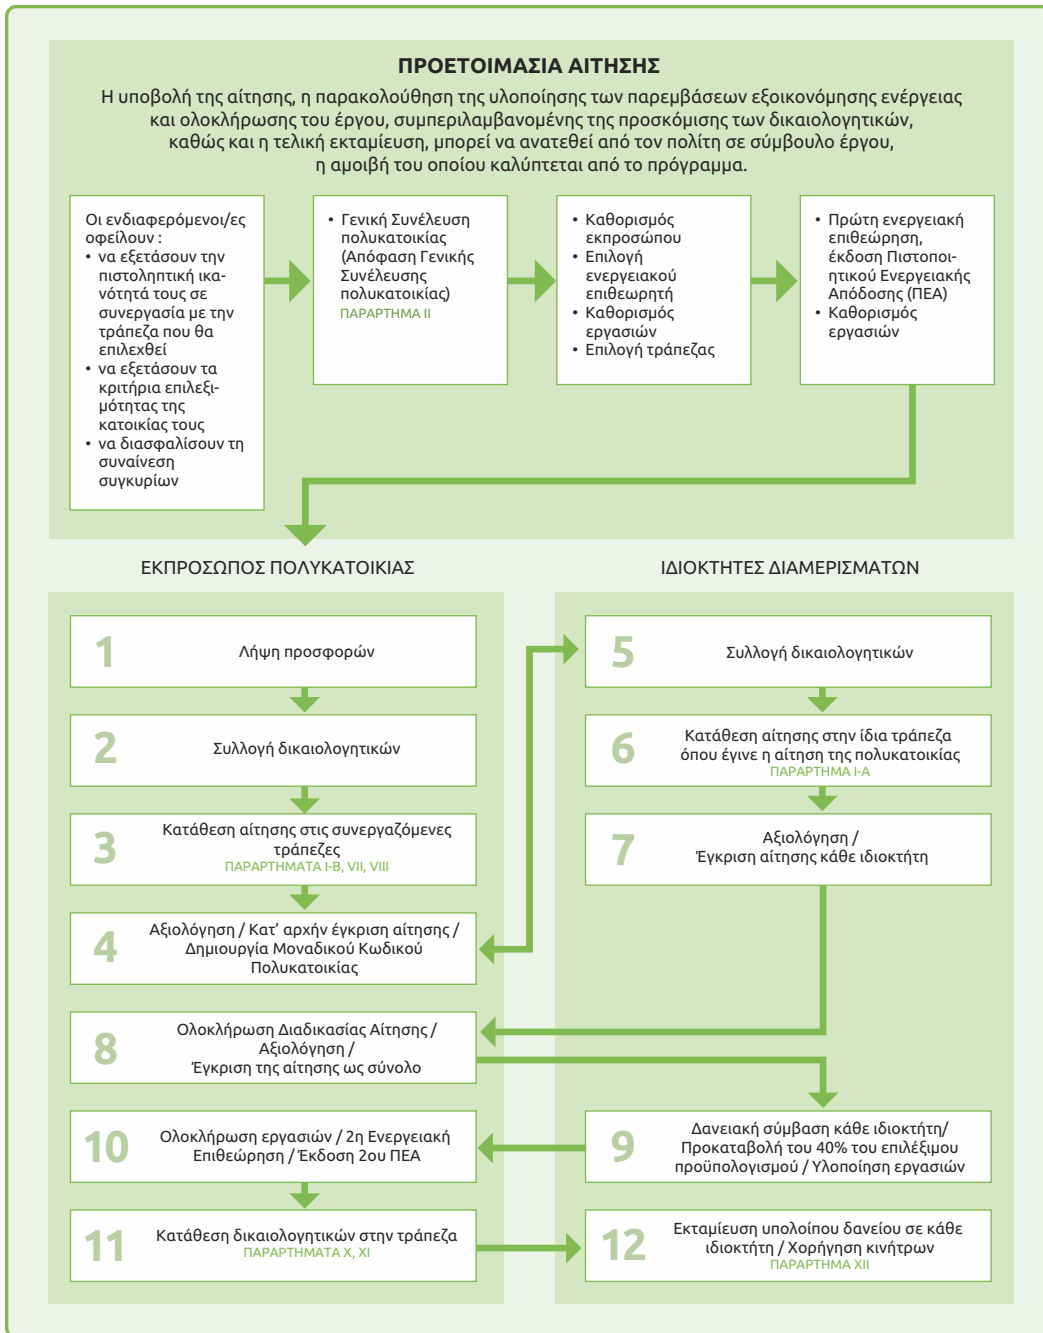 ΠΡΟΕΤΟΙΜΑΣΙΑ ΑΙΤΗΣΗΣ
Η υποβολή της αίτησης, η παρακολούθηση της υλοποίησης των παρεμβάσεων εξοικονόμησης ενέργειας
και ολοκλήρωσης του έργου, συμπεριλαμβανομένης της προσκόμισης των δικαιολογητικών,
καθώς και η τελική εκταμίευση, μπορεί να ανατεθεί από τον πολίτη σε σύμβουλο έργου,
η αμοιβή του οποίου καλύπτεται από το πρόγραμμα.
Οι ενδιαφερόμενοι/ες
οφείλουν :
• να εξετάσουν την
πιστοληπτική ικα-
νότητά τους σε
συνεργασία με την
τράπεζα που θα
επιλεχθεί
• να εξετάσουν τα
κριτήρια επιλεξι-
μότητας της
κατοικίας τους
• να διασφαλίσουν τη
συναίνεση
συγκυρίων
• Γενική Συνέλευση
πολυκατοικίας
(Απόφαση Γενικής
Συνέλευσης
πολυκατοικίας)
ΠΑΡΑΡΤΗΜΑ ΙΙ
• Καθορισμός
εκπροσώπου
• Επιλογή
ενεργειακού
επιθεωρητή
• Καθορισμός
εργασιών
• Επιλογή τράπεζας
• Πρώτη ενεργειακή
επιθεώρηση,
έκδοση Πιστοποι-
ητικού Ενεργειακής
Απόδοσης (ΠΕΑ)
• Καθορισμός
εργασιών
ΕΚΠΡΟΣΩΠΟΣ ΠΟΛΥΚΑΤΟΙΚΙΑΣ
1
Λήψη προσφορών
2
Συλλογή δικαιολογητικών
3
Κατάθεση αίτησης στις συνεργαζόμενες
τράπεζες
ΠΑΡΑΡΤΗΜΑΤΑ Ι-Β, VII, VIII
4
Αξιολόγηση / Κατ' αρχήν έγκριση αίτησης /
Δημιουργία Μοναδικού Κωδικού
Πολυκατοικίας
ΙΔΙΟΚΤΗΤΕΣ ΔΙΑΜΕΡΙΣΜΑΤΩΝ
5
Συλλογή δικαιολογητικών
6
Κατάθεση αίτησης στην ίδια τράπεζα
όπου έγινε η αίτηση της πολυκατοικίας
ΠΑΡΑΡΤΗΜΑ Ι-Α
7
Αξιολόγηση /
Έγκριση αίτησης κάθε ιδιοκτήτη
8
Ολοκλήρωση Διαδικασίας Αίτησης /
Αξιολόγηση /
Έγκριση της αίτησης ως σύνολο
9
Δανειακή σύμβαση κάθε ιδιοκτήτη/
Προκαταβολή του 40% του επιλέξιμου
προϋπολογισμού / Υλοποίηση εργασιών
10
Ολοκλήρωση εργασιών / 2η Ενεργειακή
Επιθεώρηση / Έκδοση 2ου ΠΕΑ
11
Κατάθεση δικαιολογητικών στην τράπεζα
ΠΑΡΑΡΤΗΜΑΤΑ Χ, ΧΙ
12
Εκταμίευση υπολοίπου δανείου σε κάθε
ιδιοκτήτη / Χορήγηση κινήτρων
ΠΑΡΑΡΤΗΜΑ ΧΙΙ